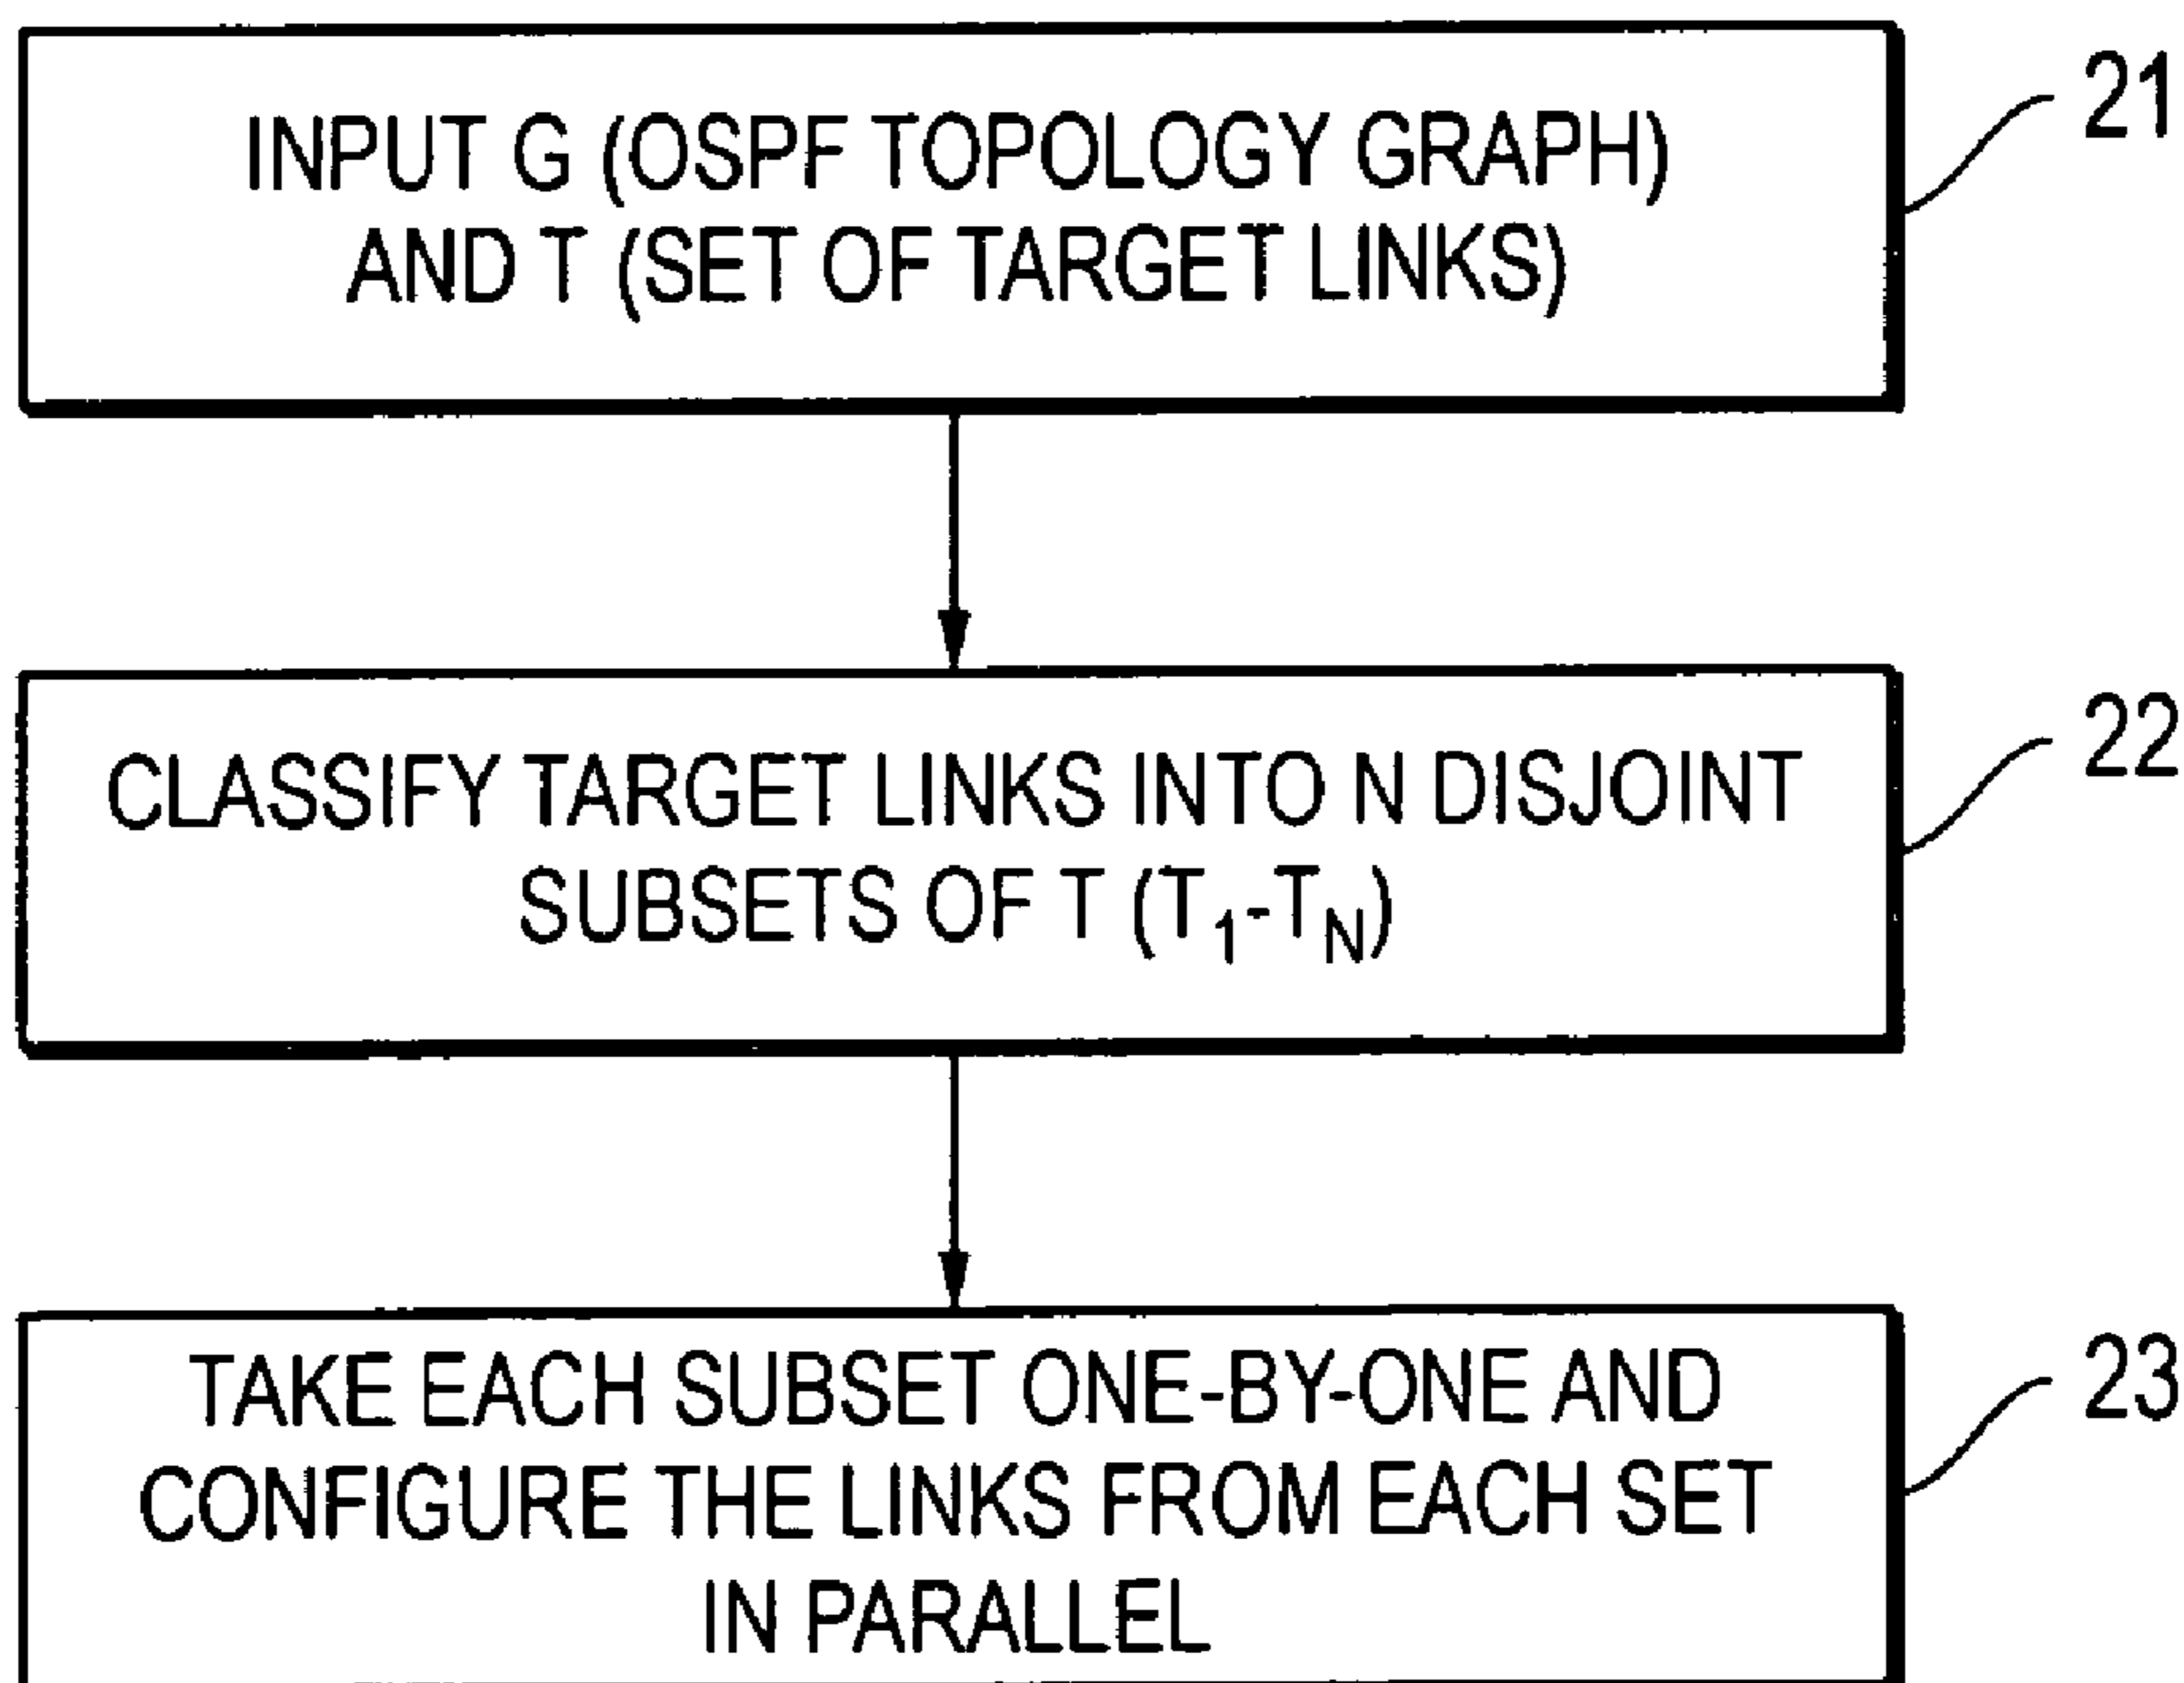 INPUT G (OSPF TOPOLOGY GRAPH)
AND T (SET OF TARGET LINKS)
21
CLASSIFY TARGET LINKS INTO N DISJOINT
SUBSETS OF T (T₁-T_N)
22
TAKE EACH SUBSET ONE-BY-ONE AND
CONFIGURE THE LINKS FROM EACH SET
IN PARALLEL
23